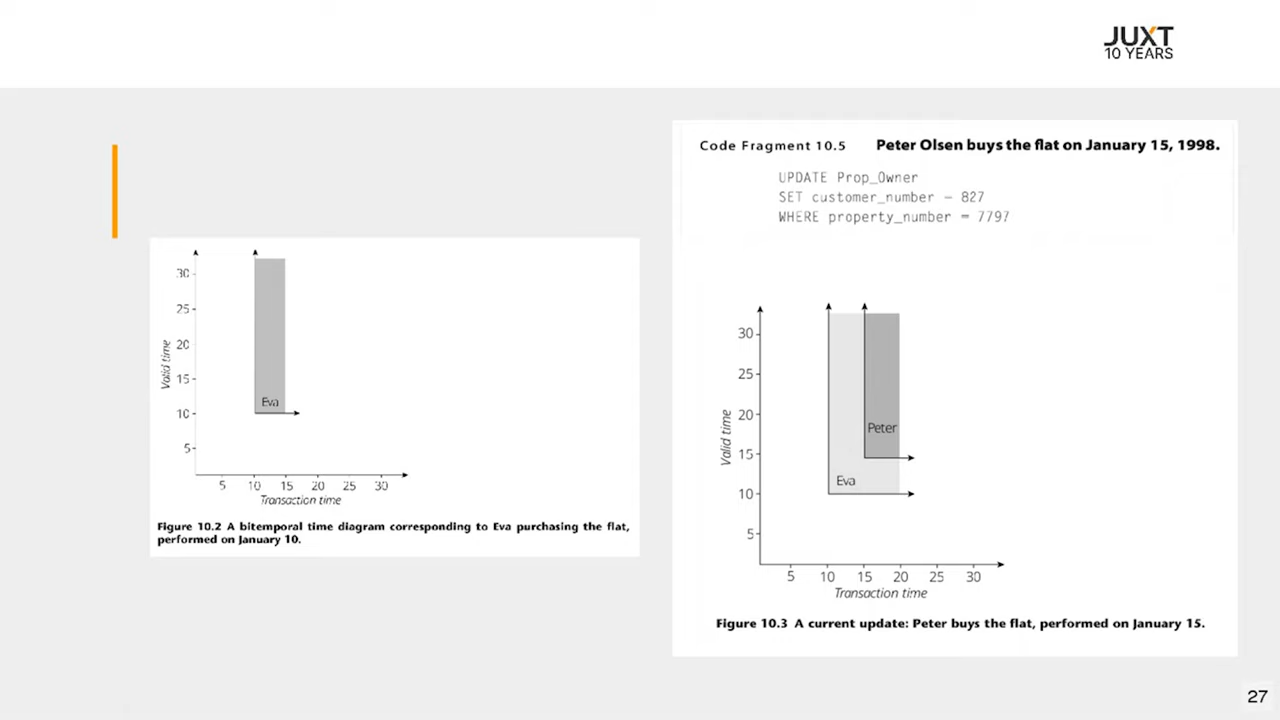 JUXT
10 YEARS
30
25
20
15
10
5
Valid time
Eva
5 10 15 20 25 30
Transaction time
Figure 10.2 A bitemporal time diagram corresponding to Eva purchasing the flat,
performed on January 10.
Code Fragment 10.5 Peter Olsen buys the flat on January 15, 1998.
UPDATE Prop_Owner
SET customer_number − 827
WHERE property_number = 7797
30
25
20
15
10
5
Valid time
Peter
Eva
5 10 15 20 25 30
Transaction time
Figure 10.3 A current update: Peter buys the flat, performed on January 15.
27